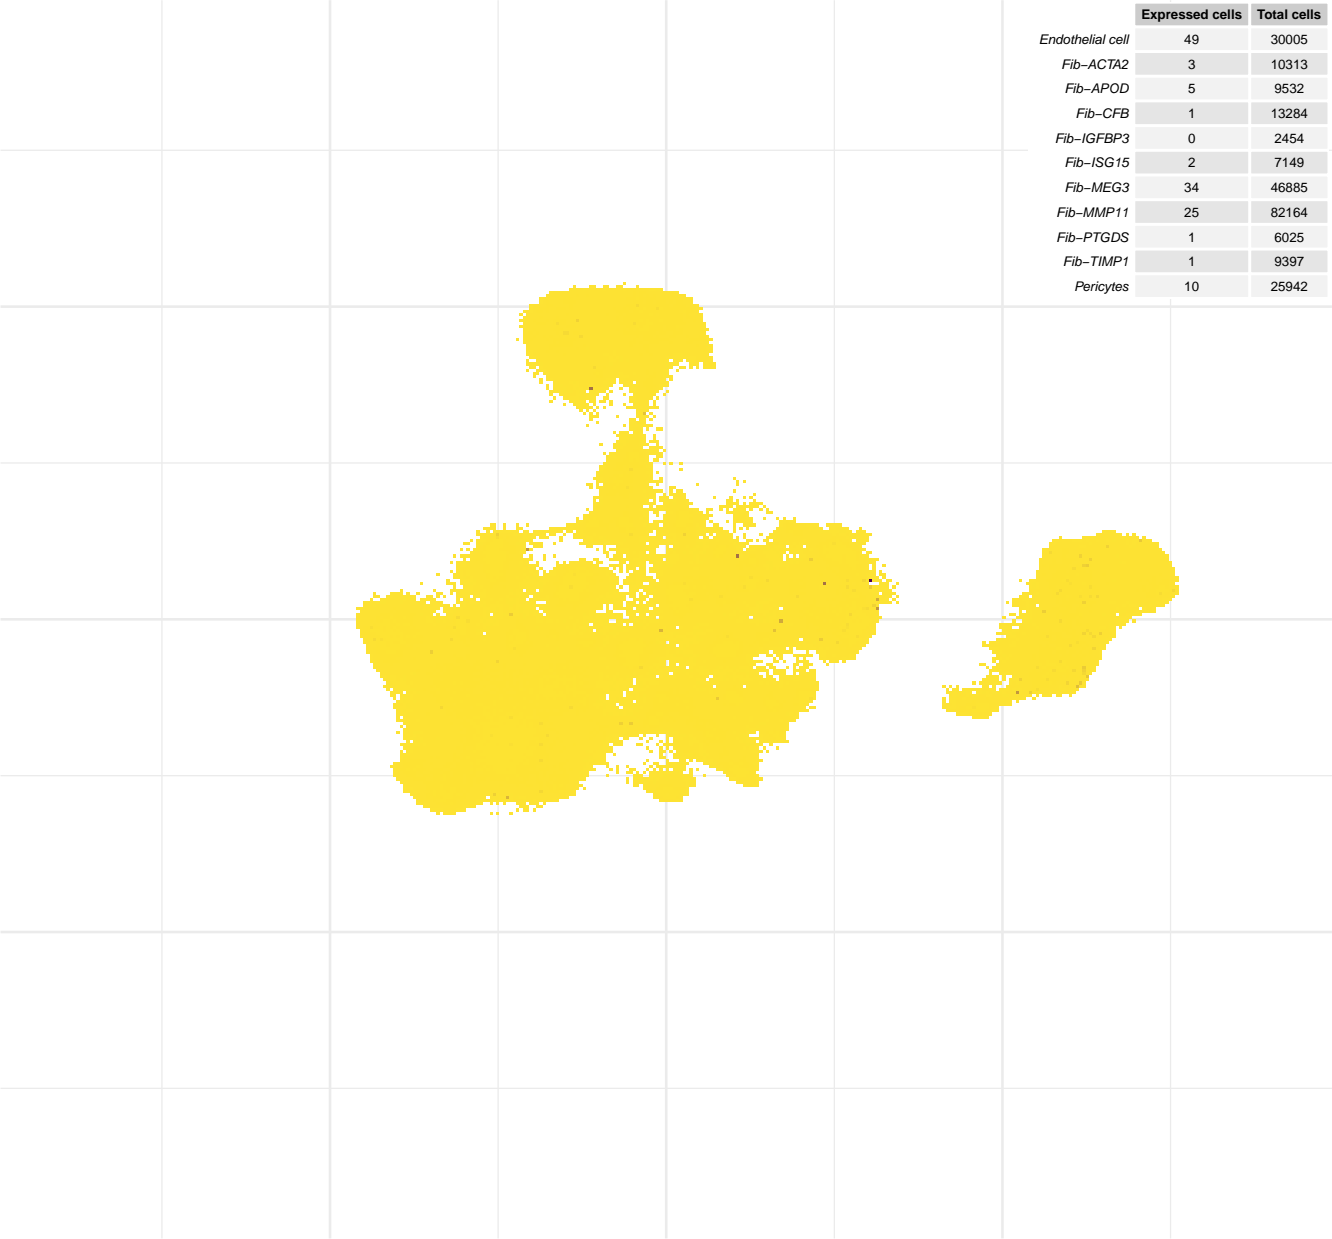 Expressed cells Total cells
Endothelial cell 49 30005
Fib−ACTA2 3 10313
Fib−APOD 5 9532
Fib−CFB 1 13284
Fib−IGFBP3 0 2454
Fib−ISG15 2 7149
Fib−MEG3 34 46885
Fib−MMP11 25 82164
Fib−PTGDS 1 6025
Fib−TIMP1 1 9397
Pericytes 10 25942